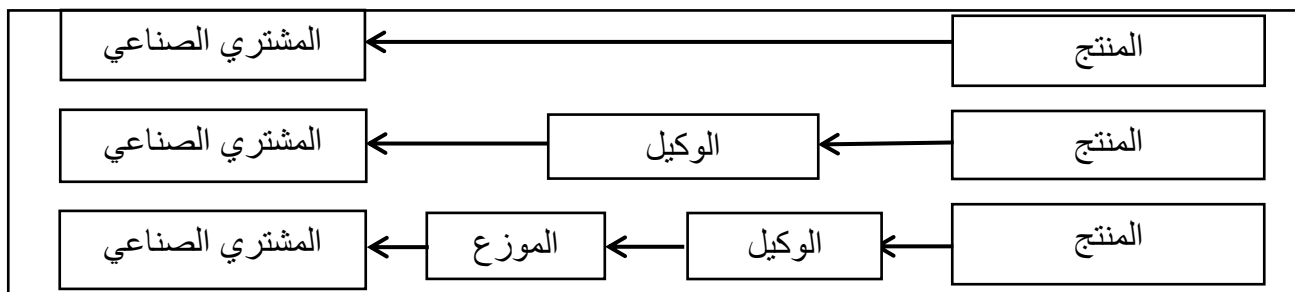 المنتج المشتري الصناعي
المنتج الوكيل المشتري الصناعي
المنتج الوكيل الموزع المشتري الصناعي